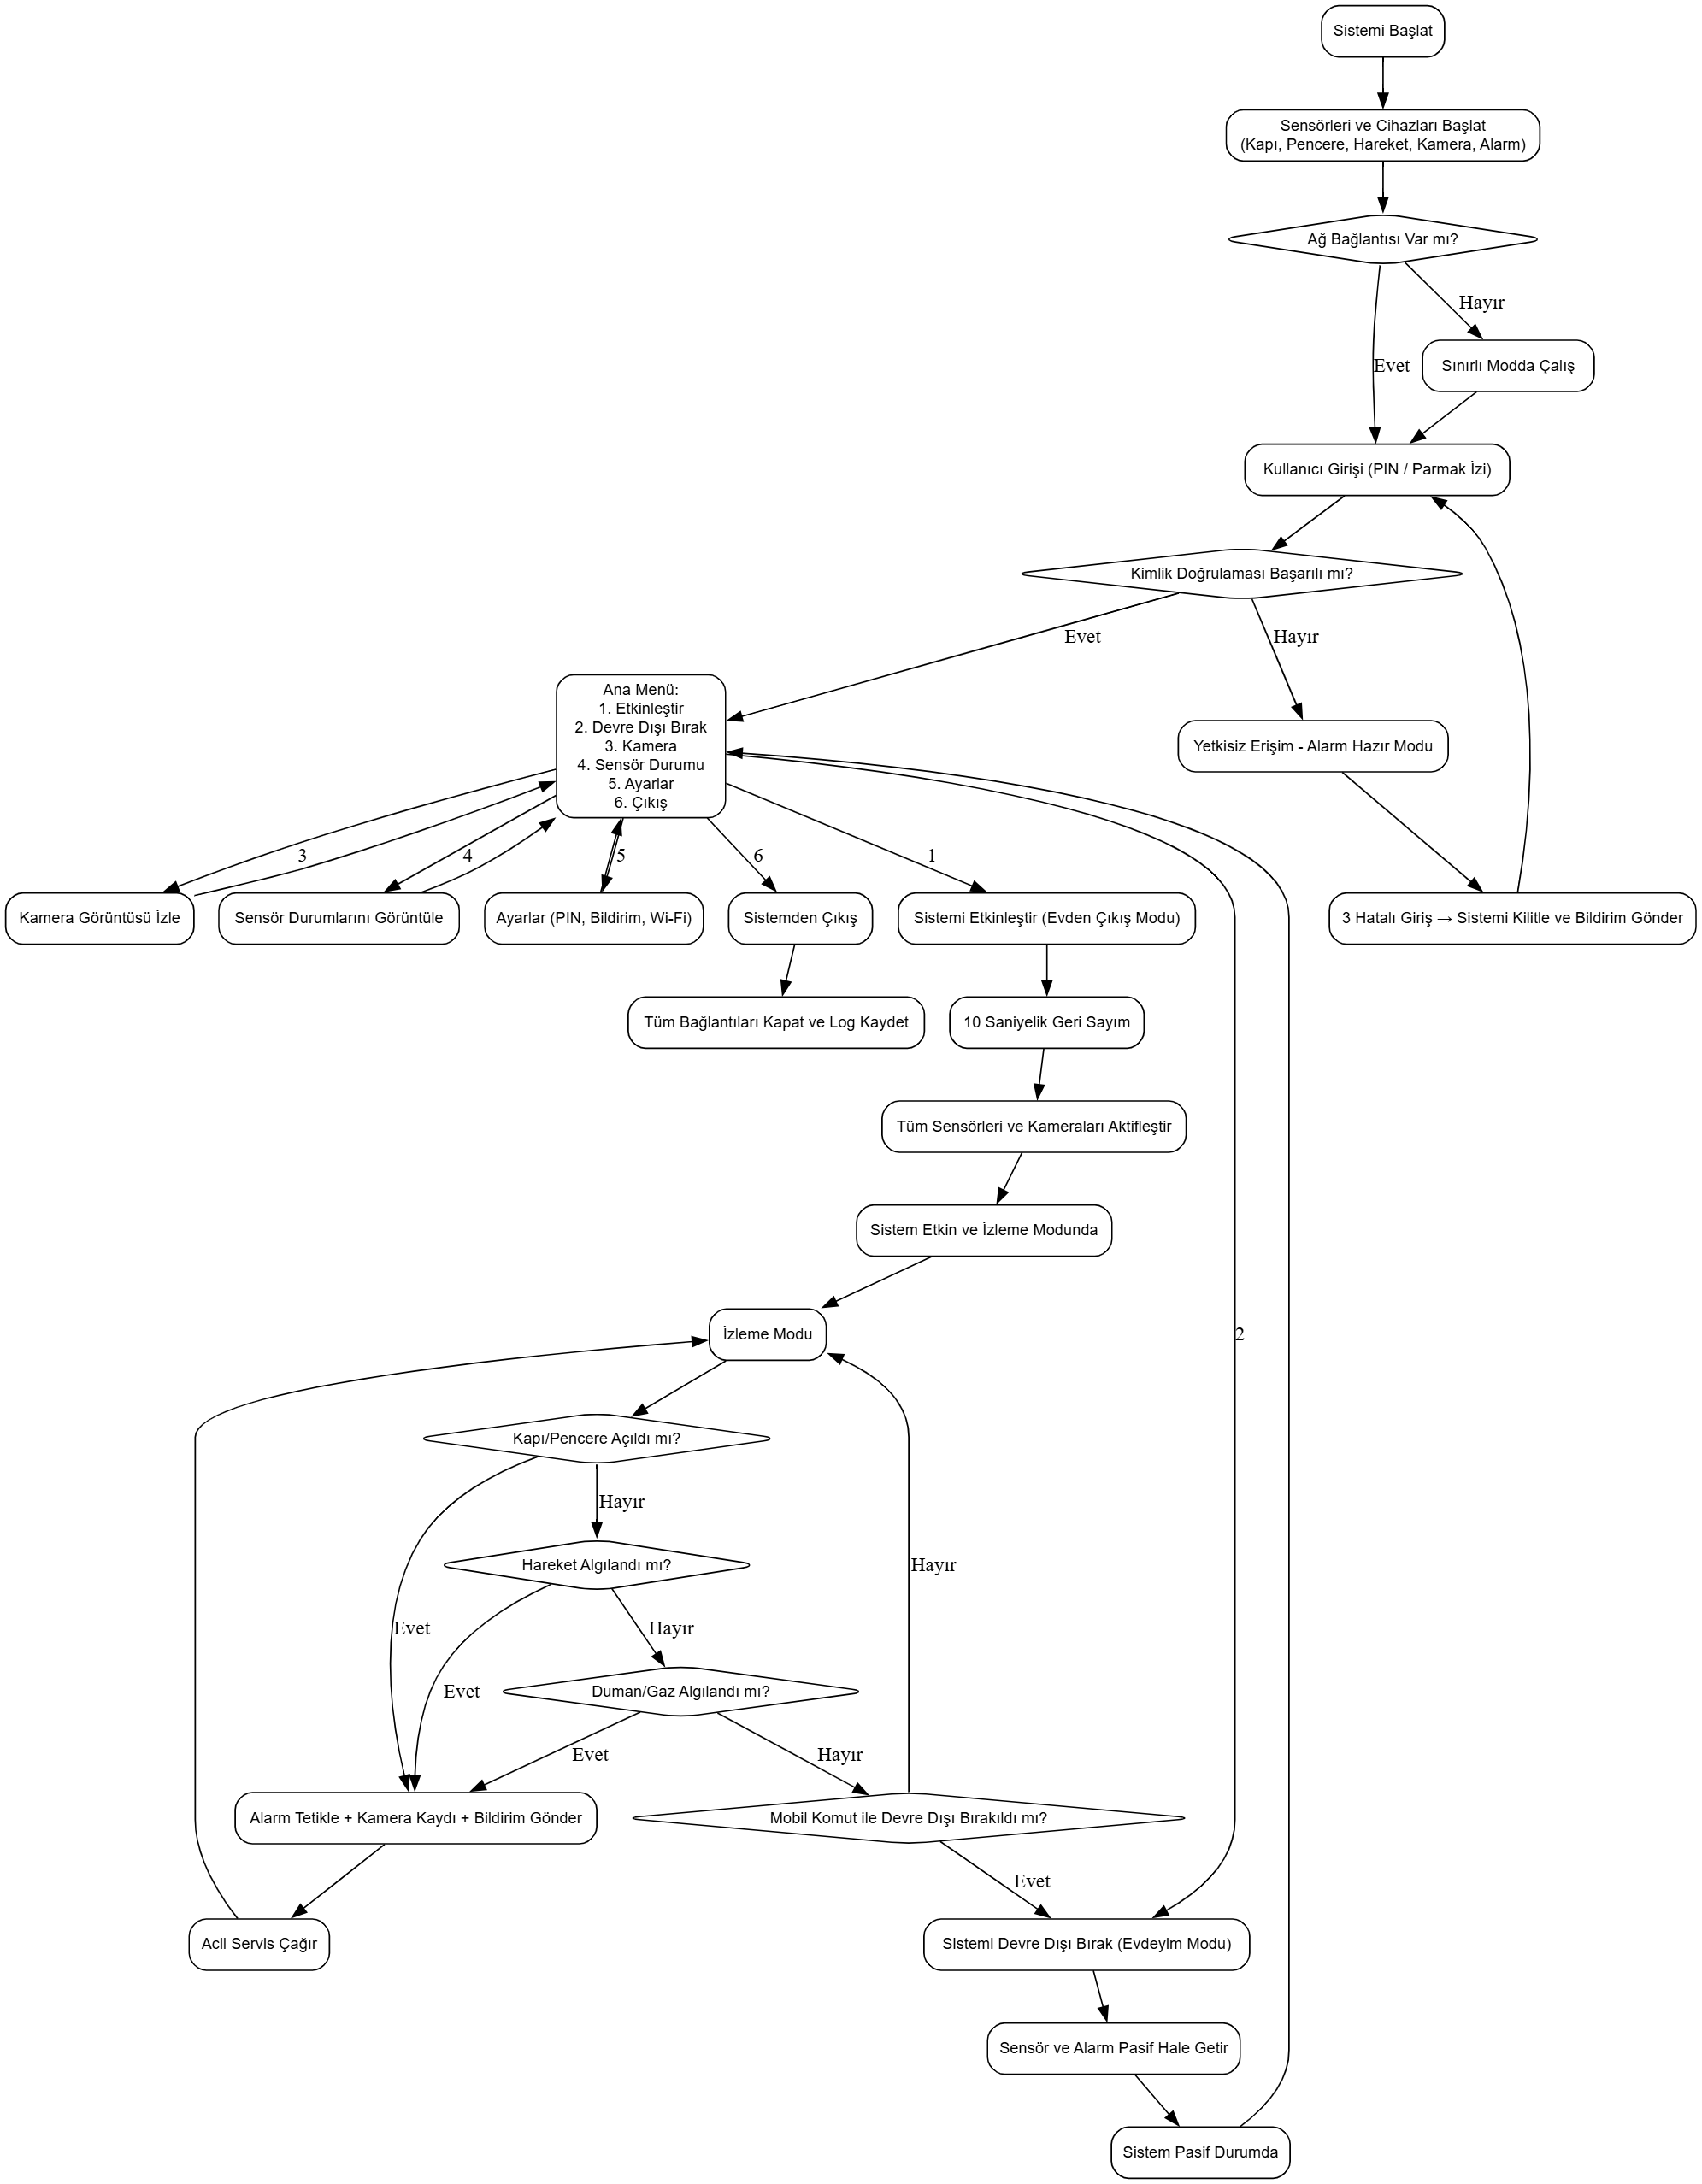 Sistemi Başlat
Sensörleri ve Cihazları Başlat
(Kapı, Pencere, Hareket, Kamera, Alarm)
Ağ Bağlantısı Var mı?
Hayır
Evet
Sınırlı Modda Çalış
Kullanıcı Girişi (PIN / Parmak İzi)
Kimlik Doğrulaması Başarılı mı?
Evet
Hayır
Ana Menü:
1. Etkinleştir
2. Devre Dışı Bırak
3. Kamera
4. Sensör Durumu
5. Ayarlar
6. Çıkış
Yetkisiz Erişim - Alarm Hazır Modu
3
4
5
6
1
Kamera Görüntüsü İzle
Sensör Durumlarını Görüntüle
Ayarlar (PIN, Bildirim, Wi-Fi)
Sistemden Çıkış
Sistemi Etkinleştir (Evden Çıkış Modu)
3 Hatalı Giriş → Sistemi Kilitle ve Bildirim Gönder
Tüm Bağlantıları Kapat ve Log Kaydet
10 Saniyelik Geri Sayım
Tüm Sensörleri ve Kameraları Aktifleştir
Sistem Etkin ve İzleme Modunda
İzleme Modu
2
Kapı/Pencere Açıldı mı?
Hayır
Hareket Algılandı mı?
Hayır
Evet
Hayır
Duman/Gaz Algılandı mı?
Evet
Evet
Hayır
Alarm Tetikle + Kamera Kaydı + Bildirim Gönder
Mobil Komut ile Devre Dışı Bırakıldı mı?
Evet
Acil Servis Çağır
Sistemi Devre Dışı Bırak (Evdeyim Modu)
Sensör ve Alarm Pasif Hale Getir
Sistem Pasif Durumda